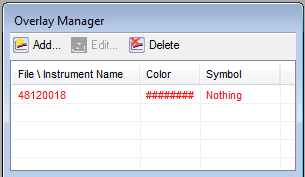 Overlay Manager
Add... Edit... Delete
File \ Instrument Name Color Symbol
48120018 ######## Nothing